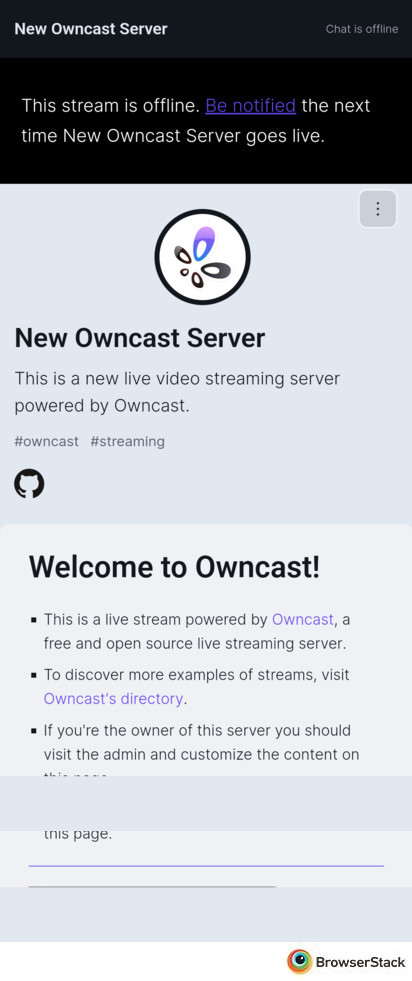 New Owncast Server
Chat is offline
This stream is offline. Be notified the next
time New Owncast Server goes live.
New Owncast Server
This is a new live video streaming server
powered by Owncast.
#owncast #streaming
Welcome to Owncast!
This is a live stream powered by Owncast, a
free and open source live streaming server.
To discover more examples of streams, visit
Owncast's directory.
If you're the owner of this server you should
visit the admin and customize the content on
this page.
this page.
BrowserStack